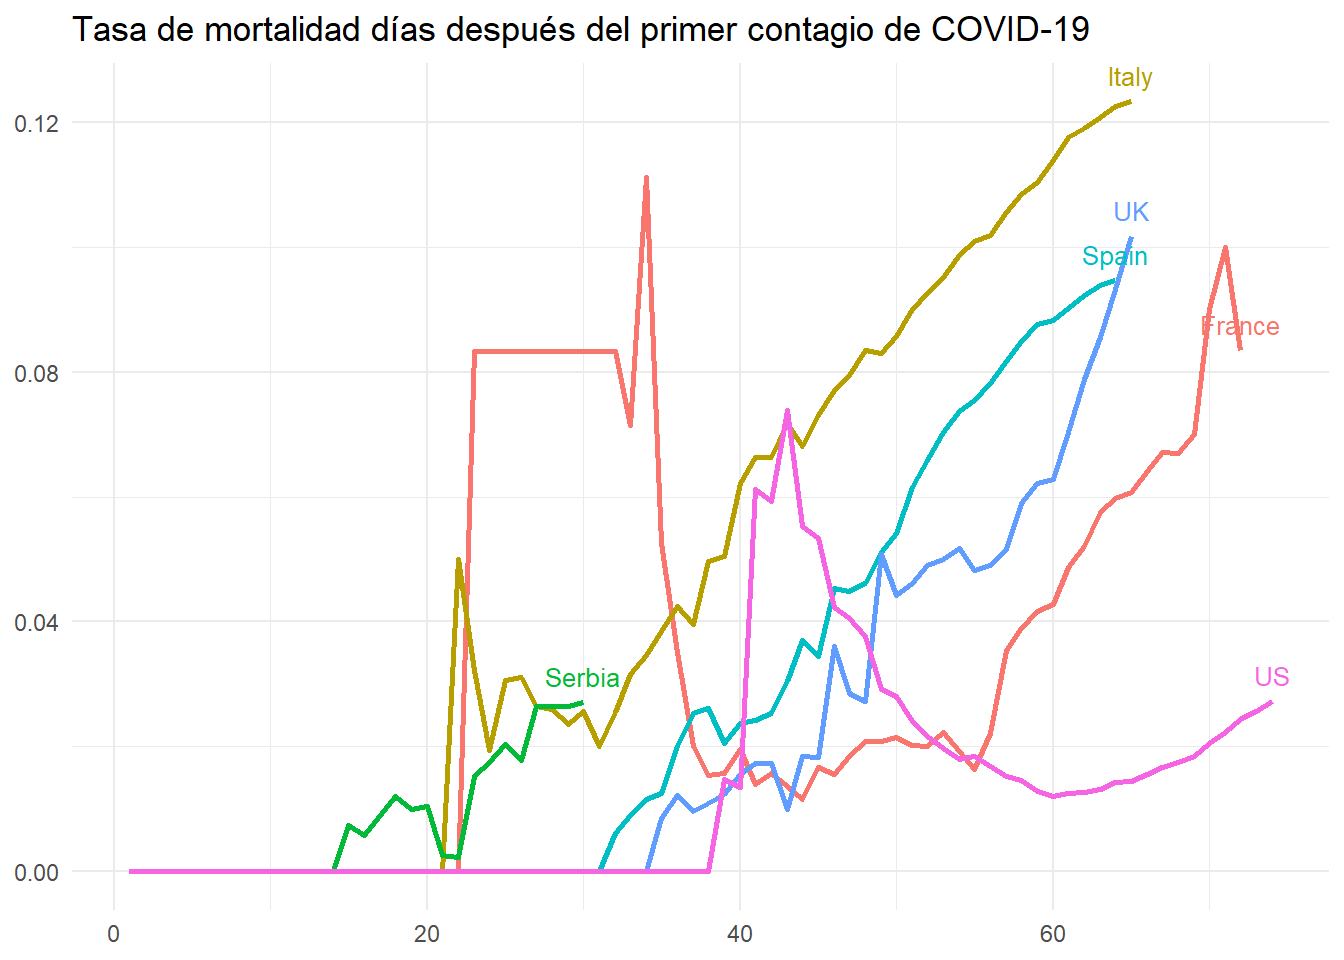 Tasa de mortalidad días después del primer contagio de COVID-19
Italy
0.12
UK
Spain
France
0.08
US
Serbia
0.04
0.00
0 20 40 60